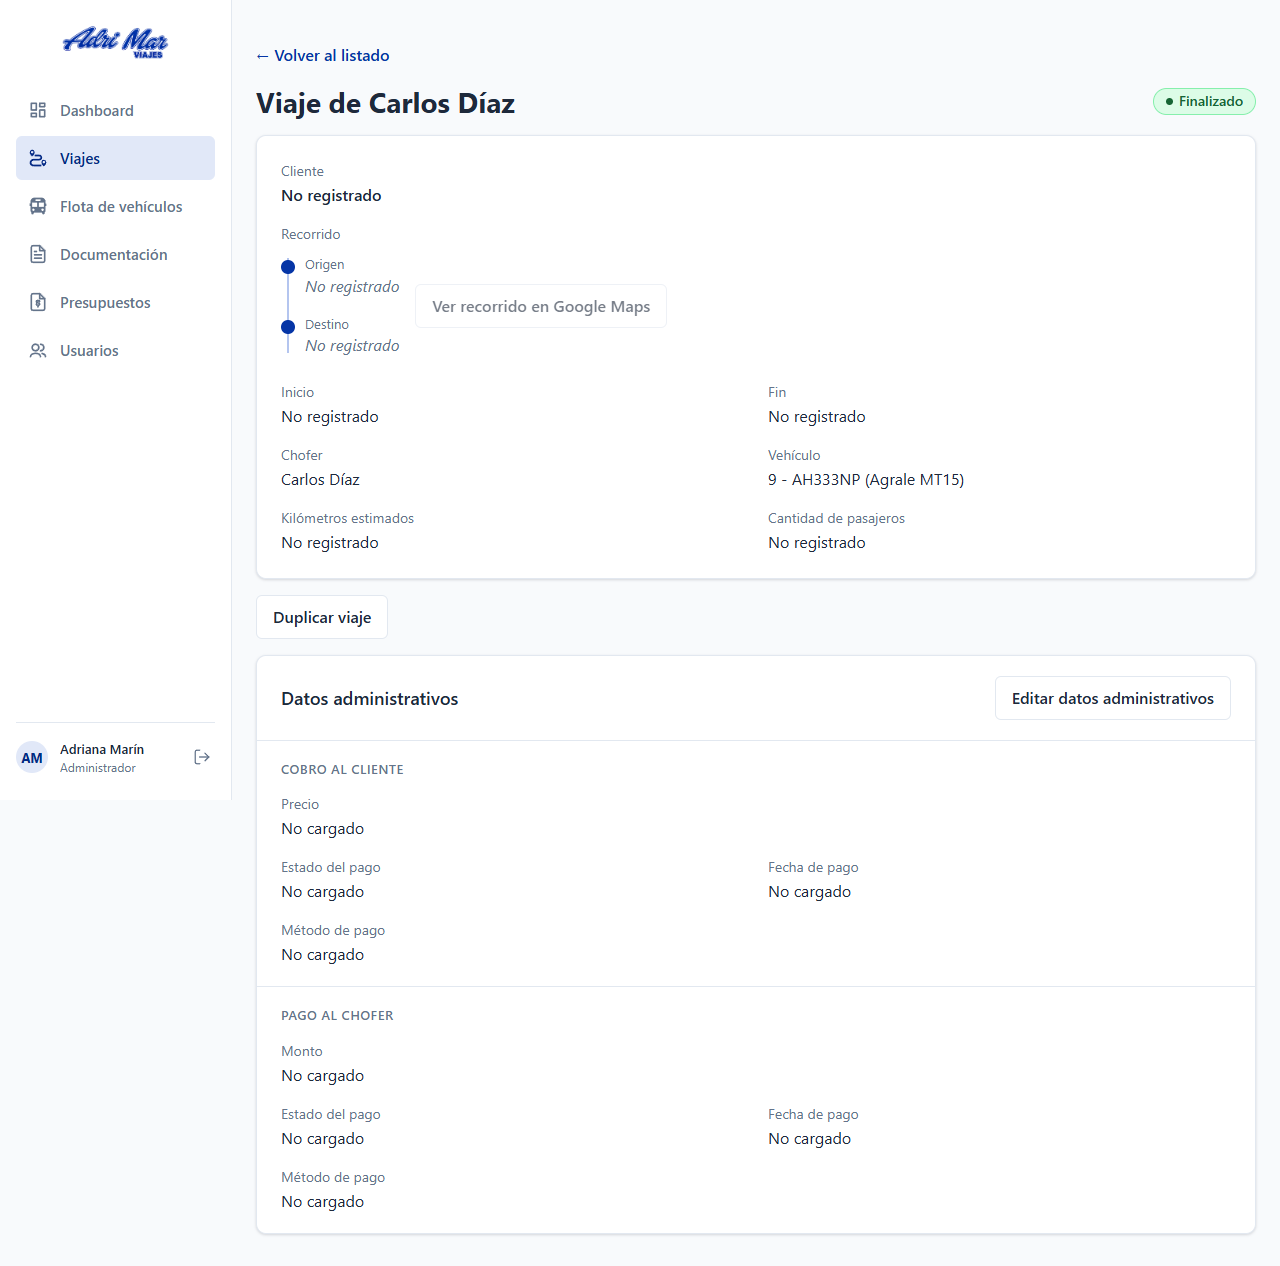 Adri Mar
VIAJES
Dashboard
Viajes
Flota de vehículos
Documentación
Presupuestos
Usuarios
AM
Adriana Marín
Administrador
← Volver al listado
Viaje de Carlos Díaz
Finalizado
Cliente
No registrado
Recorrido
Origen
No registrado
Ver recorrido en Google Maps
Destino
No registrado
Inicio
No registrado
Fin
No registrado
Chofer
Carlos Díaz
Vehículo
9 - AH333NP (Agrale MT15)
Kilómetros estimados
No registrado
Cantidad de pasajeros
No registrado
Duplicar viaje
Datos administrativos
Editar datos administrativos
COBRO AL CLIENTE
Precio
No cargado
Estado del pago
No cargado
Fecha de pago
No cargado
Método de pago
No cargado
PAGO AL CHOFER
Monto
No cargado
Estado del pago
No cargado
Fecha de pago
No cargado
Método de pago
No cargado